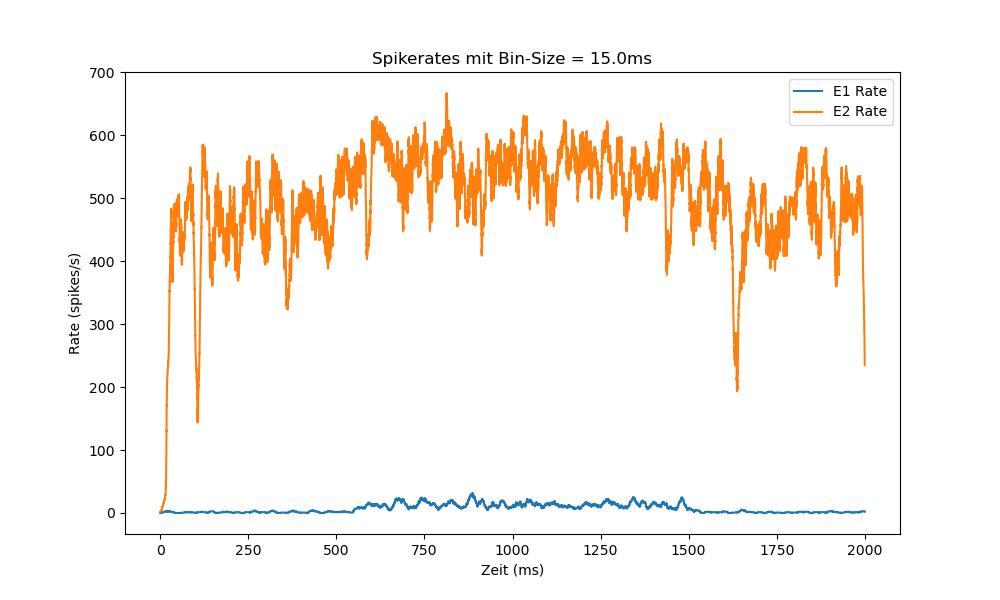 Spikerates mit Bin-Size = 15.0ms
700
600
500
400
300
200
100
0
Rate (spikes/s)
E1 Rate
E2 Rate
0 250 500 750 1000 1250 1500 1750 2000
Zeit (ms)